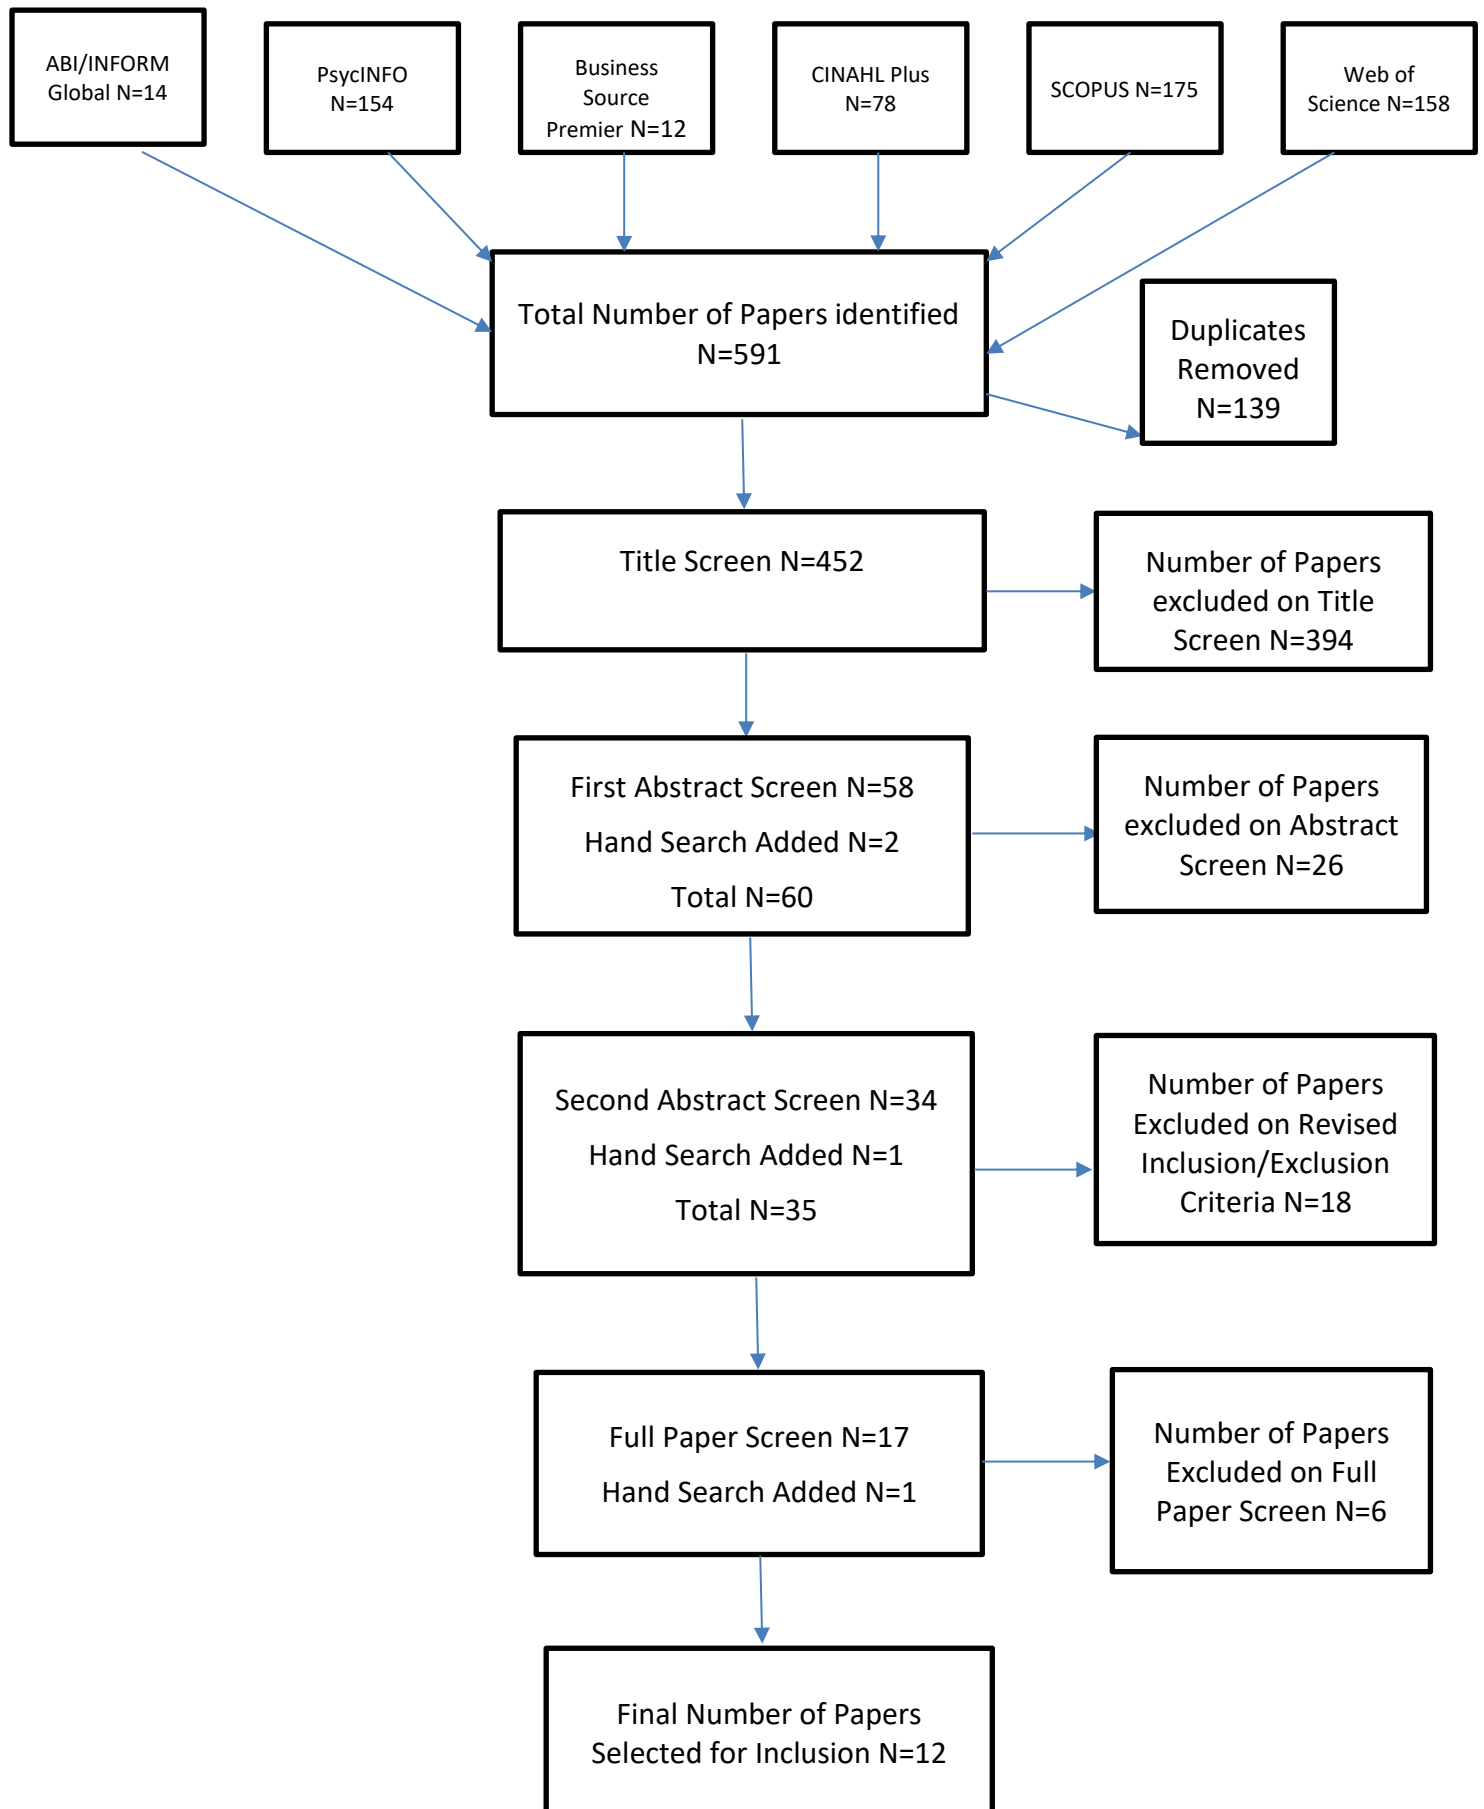 ABI/INFORM
Global N=14
PsycINFO
N=154
Business
Source
Premier N=12
CINAHL Plus
N=78
SCOPUS N=175
Web of
Science N=158
Total Number of Papers identified
N=591
Duplicates
Removed
N=139
Title Screen N=452
Number of Papers
excluded on Title
Screen N=394
First Abstract Screen N=58
Hand Search Added N=2
Total N=60
Number of Papers
excluded on Abstract
Screen N=26
Second Abstract Screen N=34
Hand Search Added N=1
Total N=35
Number of Papers
Excluded on Revised
Inclusion/Exclusion
Criteria N=18
Full Paper Screen N=17
Hand Search Added N=1
Number of Papers
Excluded on Full
Paper Screen N=6
Final Number of Papers
Selected for Inclusion N=12